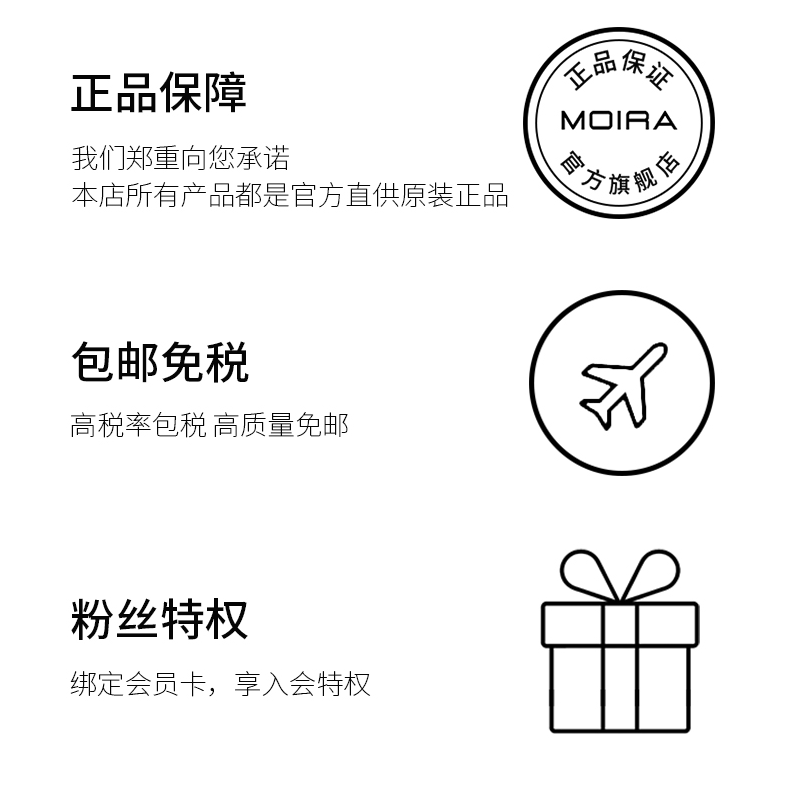 正品保障
我们郑重向您承诺
本店所有产品都是官方直供原装正品
正品保证
MOIRA
官方旗舰店
包邮免税
高税率包税 高质量免邮
粉丝特权
绑定会员卡，享入会特权